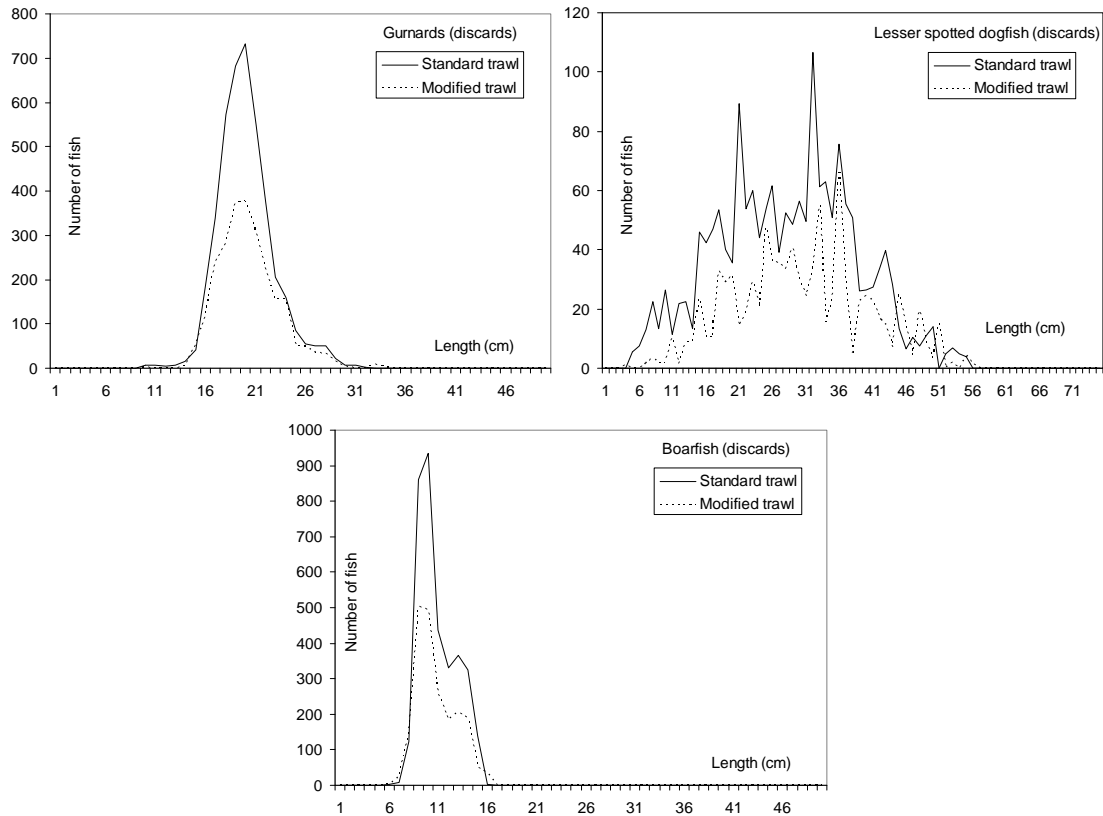 Gurnards (discards)
Standard trawl
Modified trawl
Number of fish
800
700
600
500
400
300
200
100
0
Length (cm)
1 6 11 16 21 26 31 36 41 46
Lesser spotted dogfish (discards)
Standard trawl
Modified trawl
Number of fish
120
100
80
60
40
20
0
Length (cm)
1 6 11 16 21 26 31 36 41 46 51 56 61 66 71
Boarfish (discards)
Standard trawl
Modified trawl
Number of fish
1000
900
800
700
600
500
400
300
200
100
0
Length (cm)
1 6 11 16 21 26 31 36 41 46